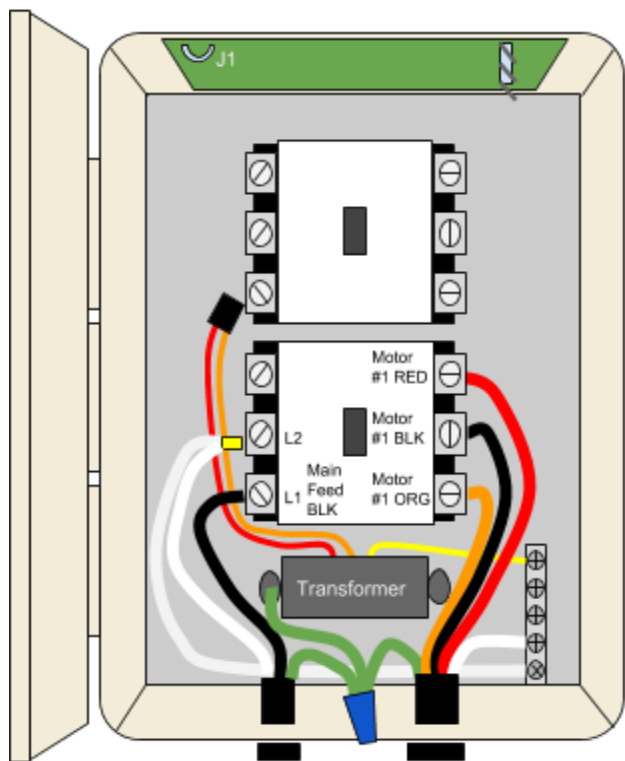 J1
Motor
#1 RED
Motor
#1 BLK
L2
Main
Feed
BLK
L1
Motor
#1 ORG
Transformer